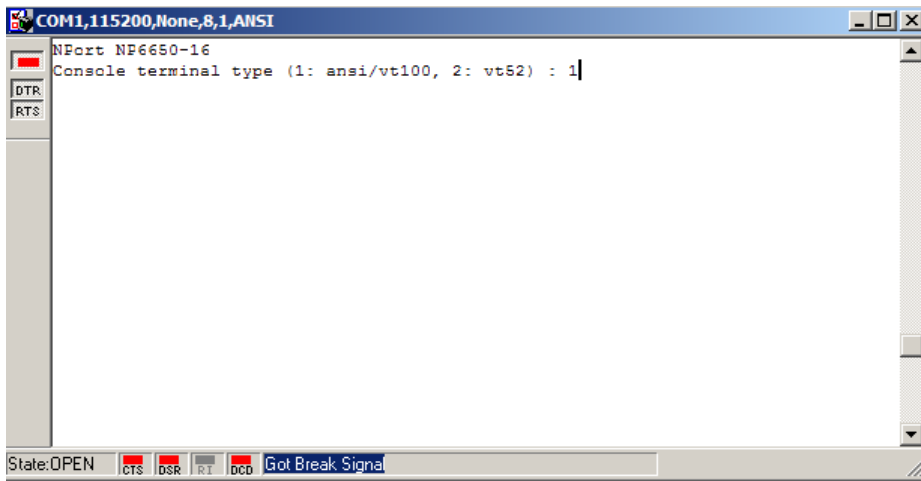 COM1,115200,None,8,1,ANSI
NPort NP6650-16
Console terminal type (1: ansi/vt100, 2: vt52) : 1
DTR
RTS
State:OPEN CTS DSR RI DCD Got Break Signal